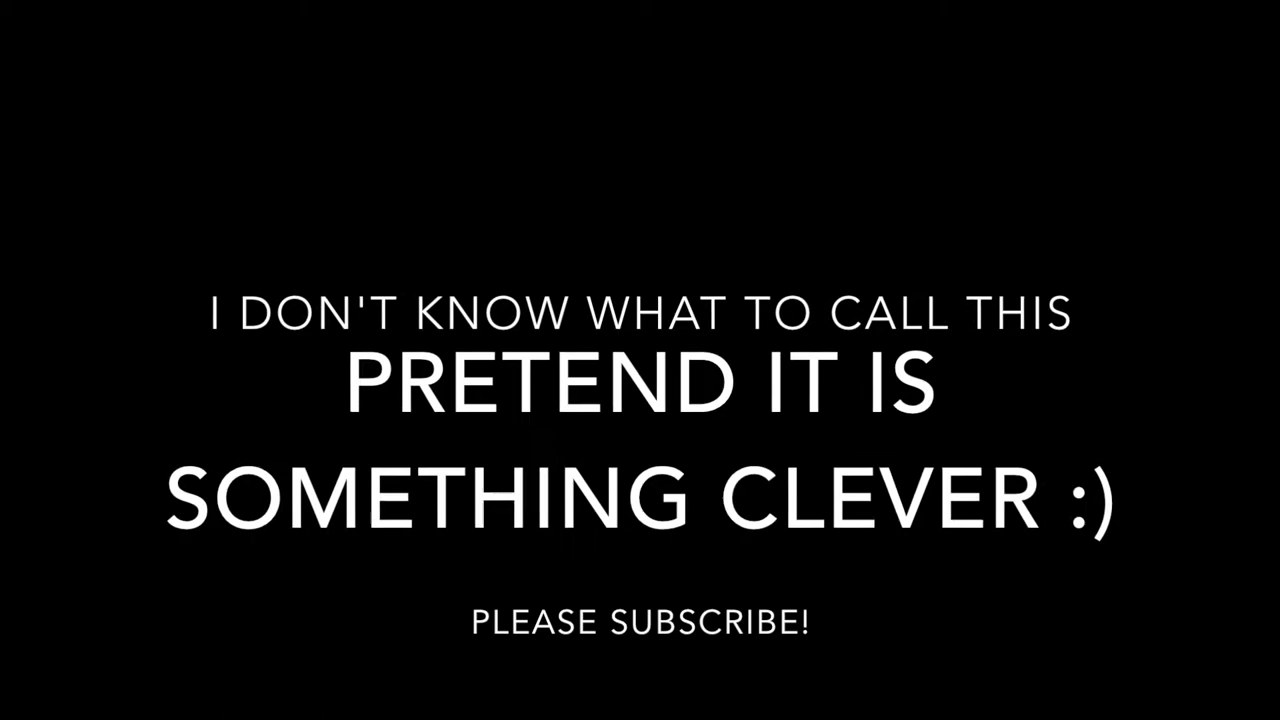 I DON'T KNOW WHAT TO CALL THIS
PRETEND IT IS
SOMETHING CLEVER :)
PLEASE SUBSCRIBE!